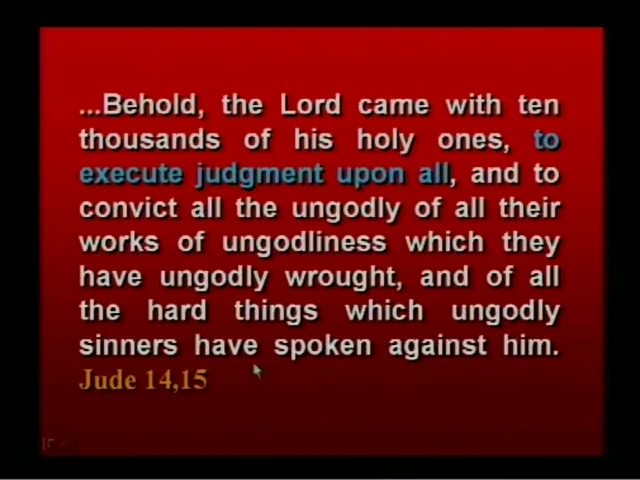 ...Behold, the Lord came with ten
thousands of his holy ones, to
execute judgment upon all, and to
convict all the ungodly of all their
works of ungodliness which they
have ungodly wrought, and of all
the hard things which ungodly
sinners have spoken against him.
Jude 14,15